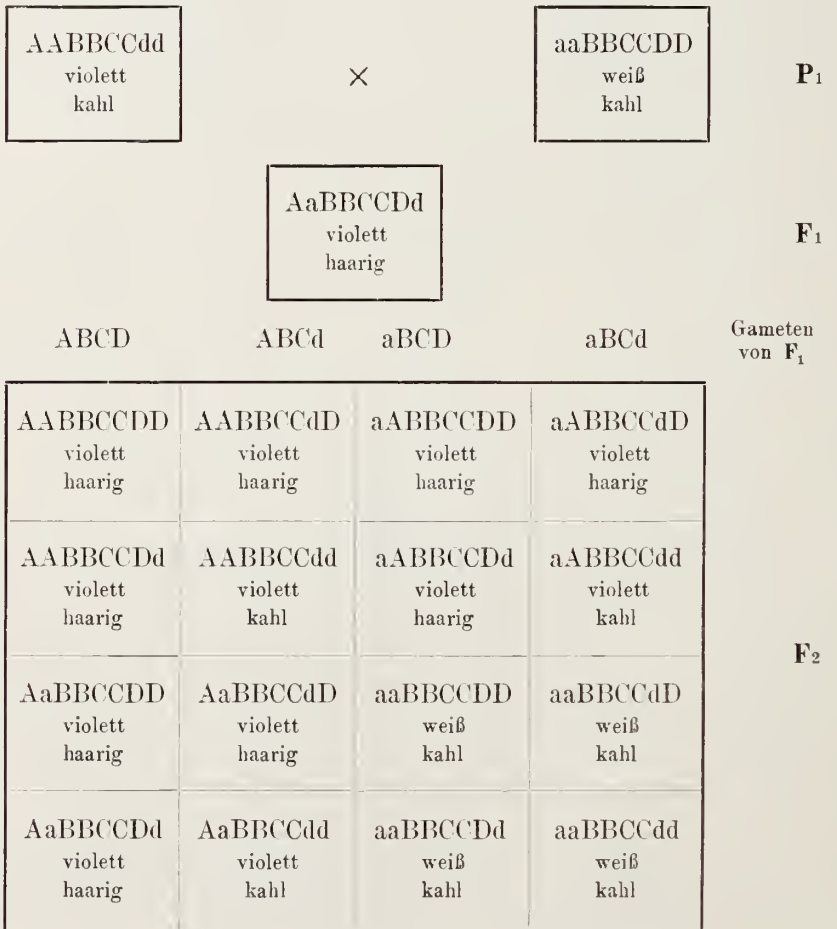 AABBCCdd aaBBCCDD
violett × weiß P1
kahl kahl
AaBBCCDd
violett F1
haarig
ABCD ABCd aBCD aBCd Gameten von F1
AABBCCDD AABBCCdD aABBCCDD aABBCCdD
violett violett violett violett
haarig haarig haarig haarig
AABBCCDd AABBCCdd aABBCCDd aABBCCdd
violett violett violett violett
haarig kahl haarig kahl
F2
AaBBCCDD AaBBCCdD aaBBCCDD aaBBCCdD
violett violett weiß weiß
haarig haarig kahl kahl
AaBBCCDd AaBBCCdd aaBBCCDd aaBBCCdd
violett violett weiß weiß
haarig kahl kahl kahl